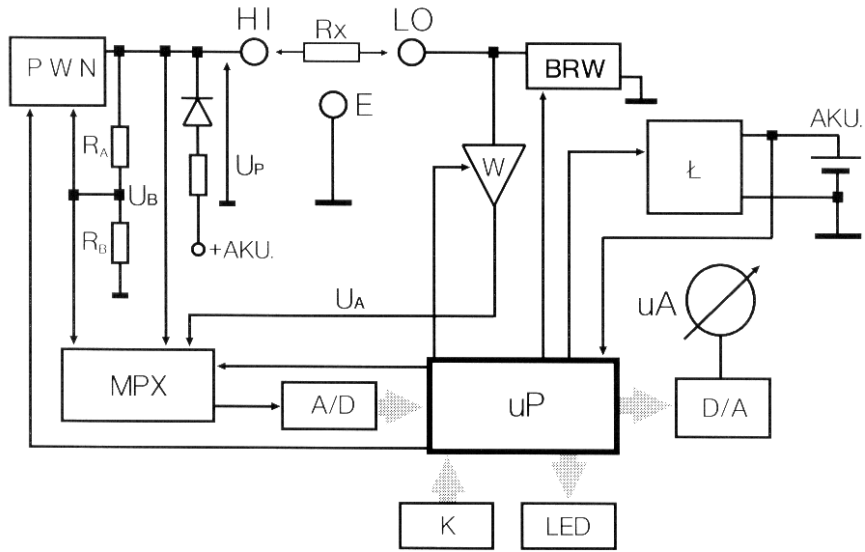 HI
Rx
LO
PWN
BRW
E
AKU.
RA
UP
W
Ł
UB
RB
+AKU.
UA
uA
MPX
A/D
uP
D/A
K
LED